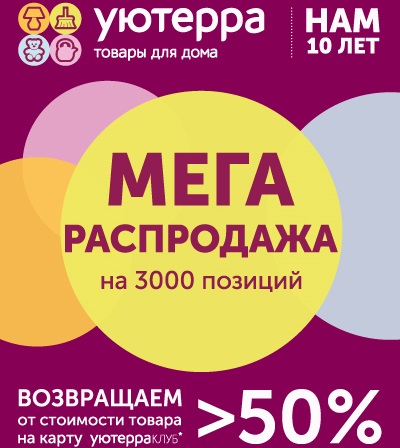 уютерра
товары для дома
НАМ
10 ЛЕТ
МЕГА
РАСПРОДАЖА
на 3000 позиций
ВОЗВРАЩАЕМ
от стоимости товара
на карту уютерраКЛУБ*
>50%